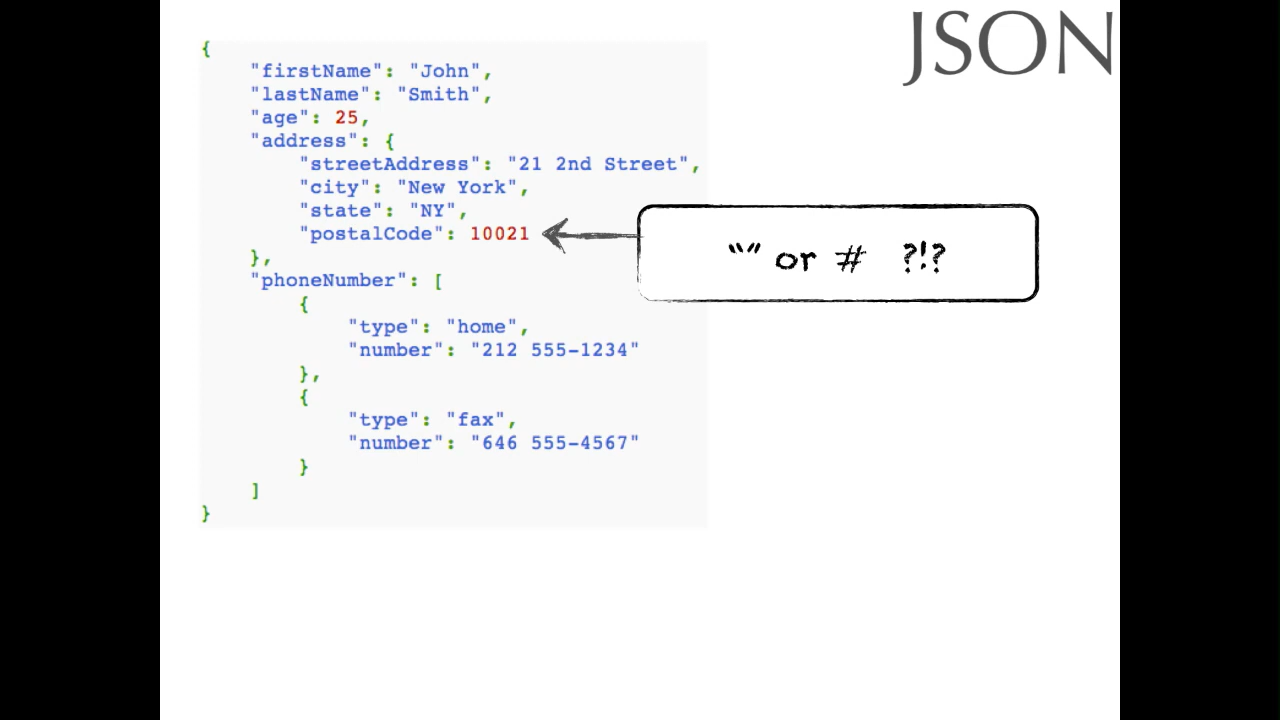 JSON
{
"firstName": "John",
"lastName": "Smith",
"age": 25,
"address": {
"streetAddress": "21 2nd Street",
"city": "New York",
"state": "NY",
"postalCode": 10021
},
"phoneNumber": [
{
"type": "home",
"number": "212 555-1234"
},
{
"type": "fax",
"number": "646 555-4567"
}
]
}
“” or # ?!?